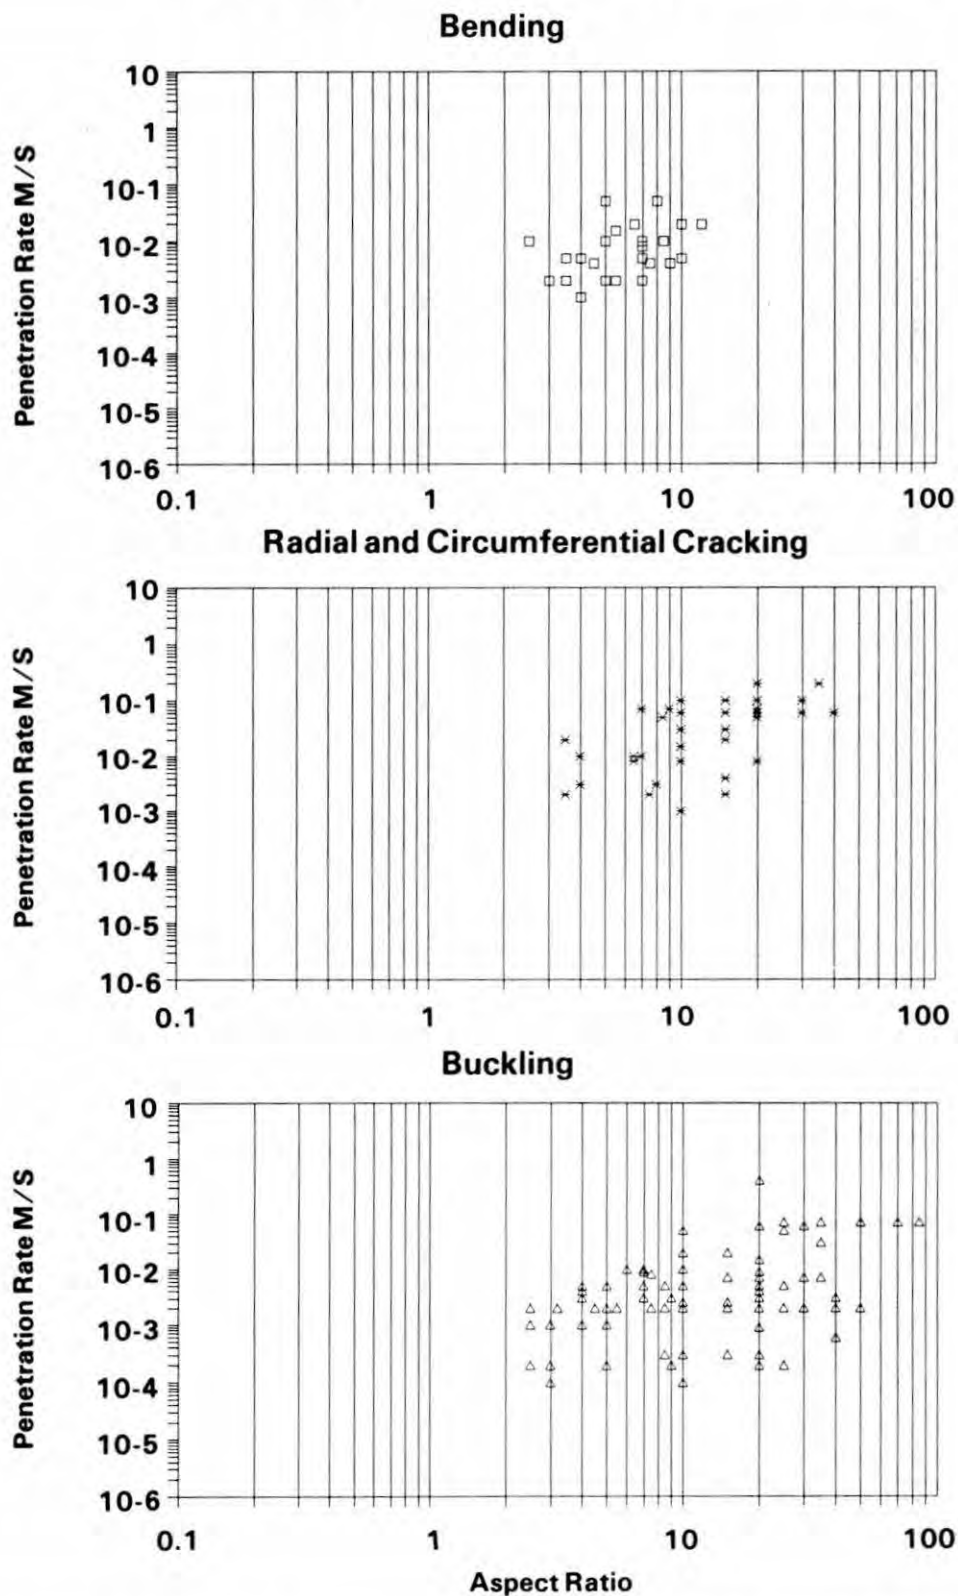 Bending
Penetration Rate M/S
10
1
10-1
10-2
10-3
10-4
10-5
10-6
0.1 1 10 100
Radial and Circumferential Cracking
Penetration Rate M/S
10
1
10-1
10-2
10-3
10-4
10-5
10-6
0.1 1 10 100
Buckling
Penetration Rate M/S
10
1
10-1
10-2
10-3
10-4
10-5
10-6
0.1 1 10 100
Aspect Ratio